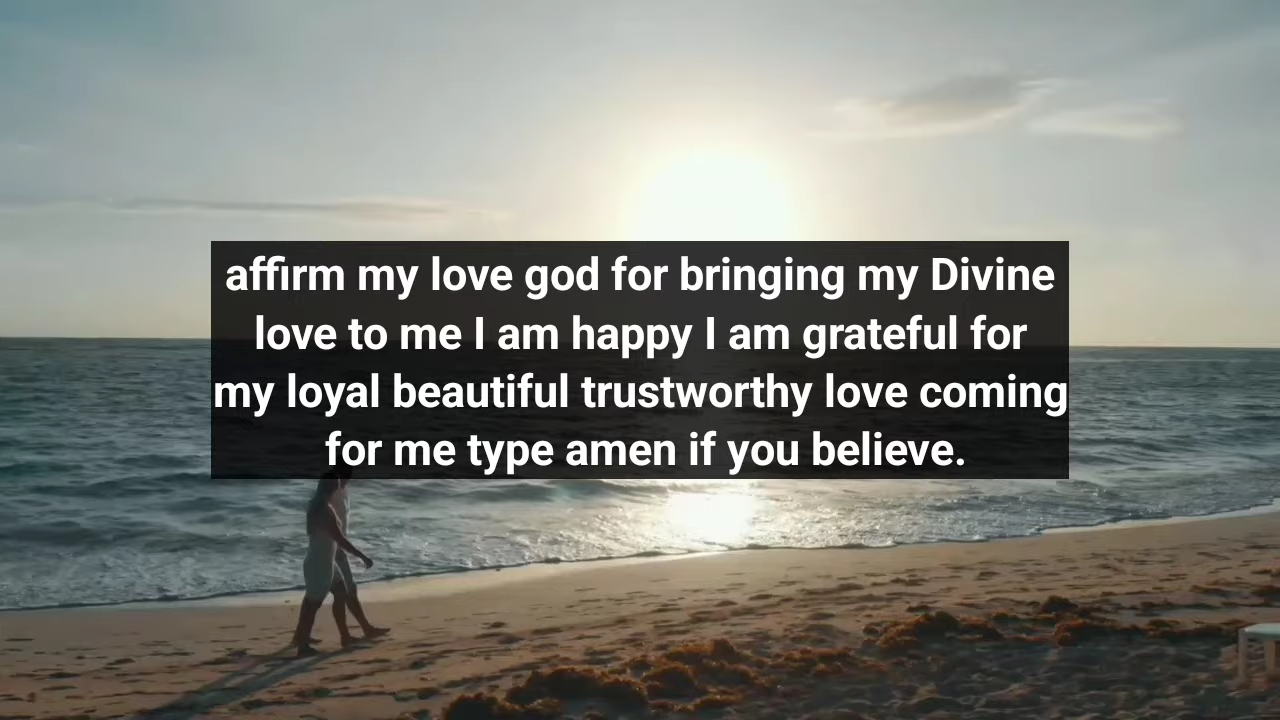 affirm my love god for bringing my Divine
love to me I am happy I am grateful for
my loyal beautiful trustworthy love coming
for me type amen if you believe.